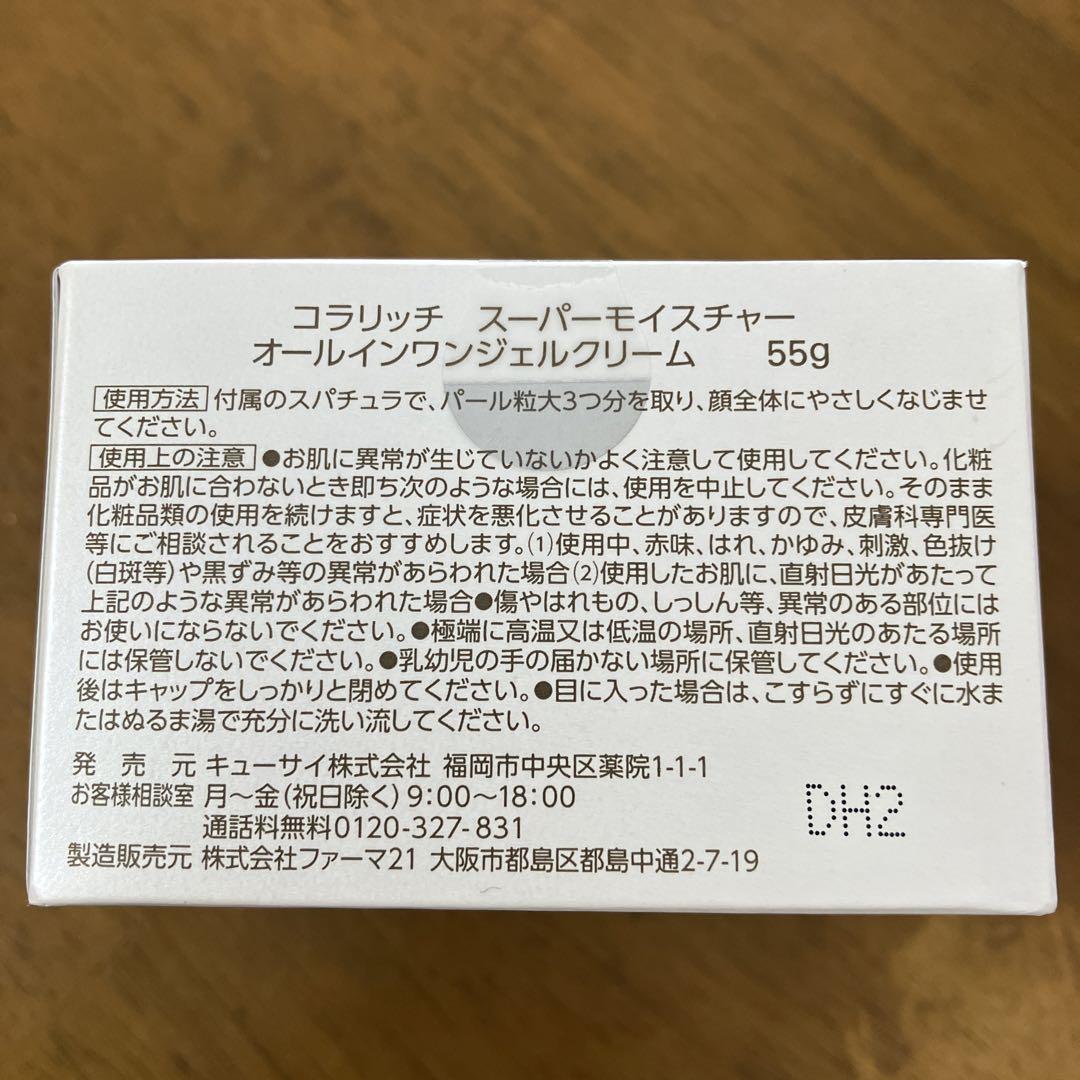 コラリッチ スーパーモイスチャー
オールインワンジェルクリーム 55g
使用方法 付属のスパチュラで、パール粒大3つ分を取り、顔全体にやさしくなじませ
てください。
使用上の注意 ●お肌に異常が生じていないかよく注意して使用してください。化粧
品がお肌に合わないとき即ち次のような場合には、使用を中止してください。そのまま
化粧品類の使用を続けますと、症状を悪化させることがありますので、皮膚科専門医
等にご相談されることをおすすめします。(1)使用中、赤味、はれ、かゆみ、刺激、色抜け
(白斑等)や黒ずみ等の異常があらわれた場合(2)使用したお肌に、直射日光があたって
上記のような異常があらわれた場合●傷やはれもの、しっしん等、異常のある部位には
お使いにならないでください。●極端に高温又は低温の場所、直射日光のあたる場所
には保管しないでください。●乳幼児の手の届かない場所に保管してください。●使用
後はキャップをしっかりと閉めてください。●目に入った場合は、こすらずにすぐに水ま
たはぬるま湯で充分に洗い流してください。
発売元 キューサイ株式会社 福岡市中央区薬院1-1-1
お客様相談室 月～金(祝日除く)9:00～18:00
通話料無料0120-327-831
製造販売元 株式会社ファーマ21 大阪市都島区都島中通2-7-19
DH2